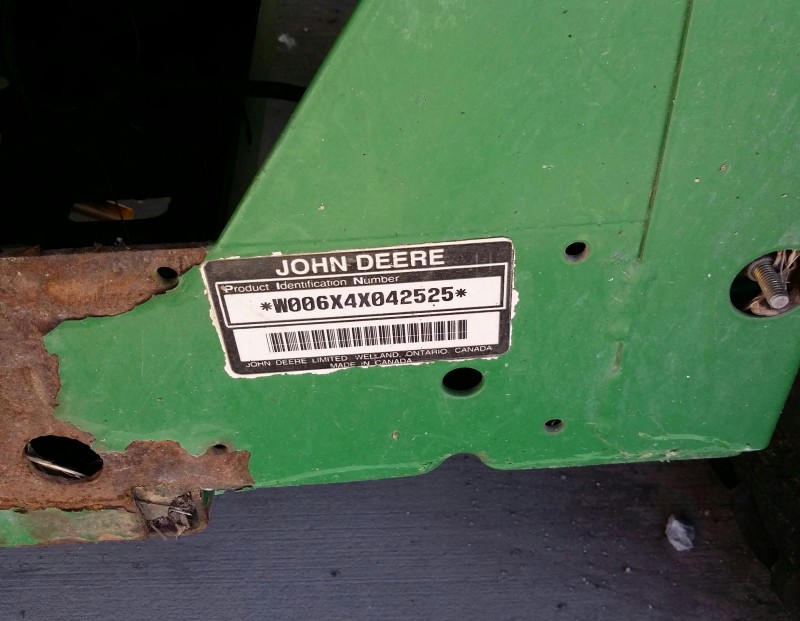 JOHN DEERE
Product Identification Number
*W006X4X042525*
JOHN DEERE LIMITED WELLAND, ONTARIO, CANADA
MADE IN CANADA